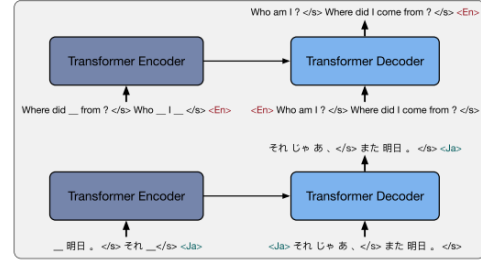 Who am I ? </s> Where did I come from ? </s> <En>
Transformer Encoder
Transformer Decoder
Where did __ from ? </s> Who __ I __ </s> <En>
<En> Who am I ? </s> Where did I come from ? </s>
それ じゃ あ 、 </s> また 明日 。 </s> <Ja>
Transformer Encoder
Transformer Decoder
__ 明日 。 </s> それ __ </s> <Ja>
<Ja> それ じゃ あ 、 </s> また 明日 。 </s>